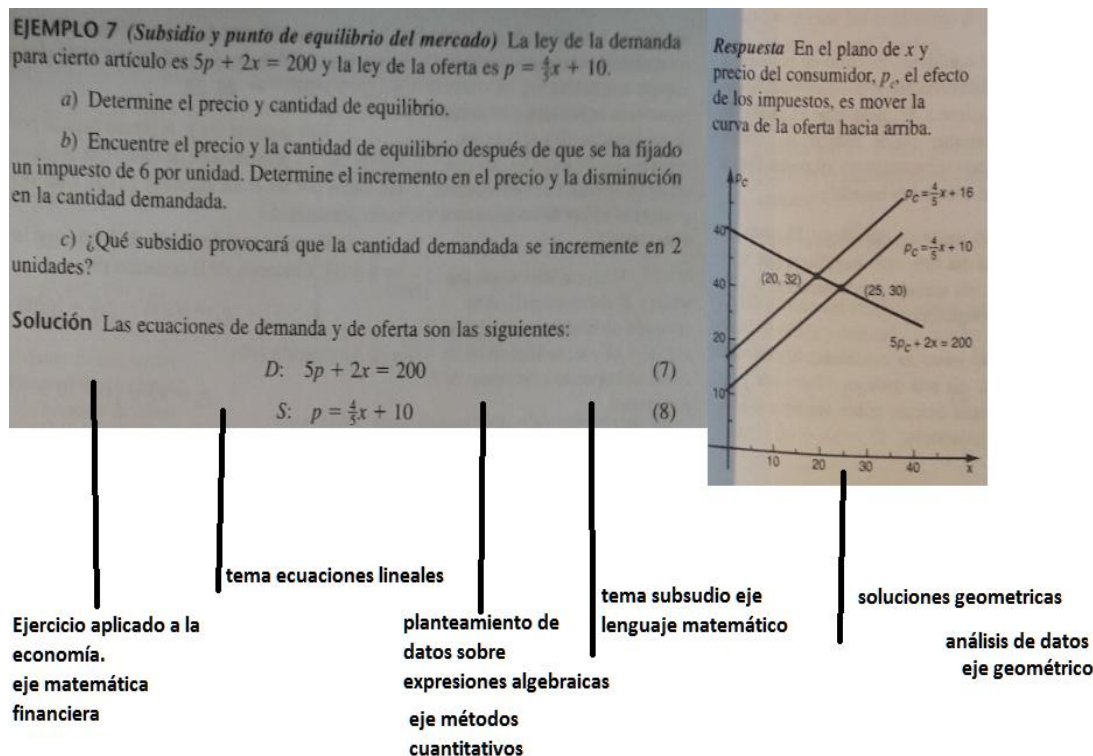 EJEMPLO 7 (Subsidio y punto de equilibrio del mercado) La ley de la demanda
para cierto artículo es 5p + 2x = 200 y la ley de la oferta es p = 4/5x + 10.
a) Determine el precio y cantidad de equilibrio.
b) Encuentre el precio y la cantidad de equilibrio después de que se ha fijado
un impuesto de 6 por unidad. Determine el incremento en el precio y la disminución
en la cantidad demandada.
c) ¿Qué subsidio provocará que la cantidad demandada se incremente en 2
unidades?
Solución Las ecuaciones de demanda y de oferta son las siguientes:
D: 5p + 2x = 200 (7)
S: p = 4/5x + 10 (8)
Respuesta En el plano de x y
precio del consumidor, p_c, el efecto
de los impuestos, es mover la
curva de la oferta hacia arriba.
p_c
p_c = 4/5x + 16
40
p_c = 4/5x + 10
40
(20, 32)
(25, 30)
20
5p_c + 2x = 200
10
10 20 30 40 x
tema ecuaciones lineales
Ejercicio aplicado a la
economía.
eje matemática
financiera
planteamiento de
datos sobre
expresiones algebraicas
eje métodos
cuantitativos
tema subsudio eje
lenguaje matemático
soluciones geometricas
análisis de datos
eje geométrico